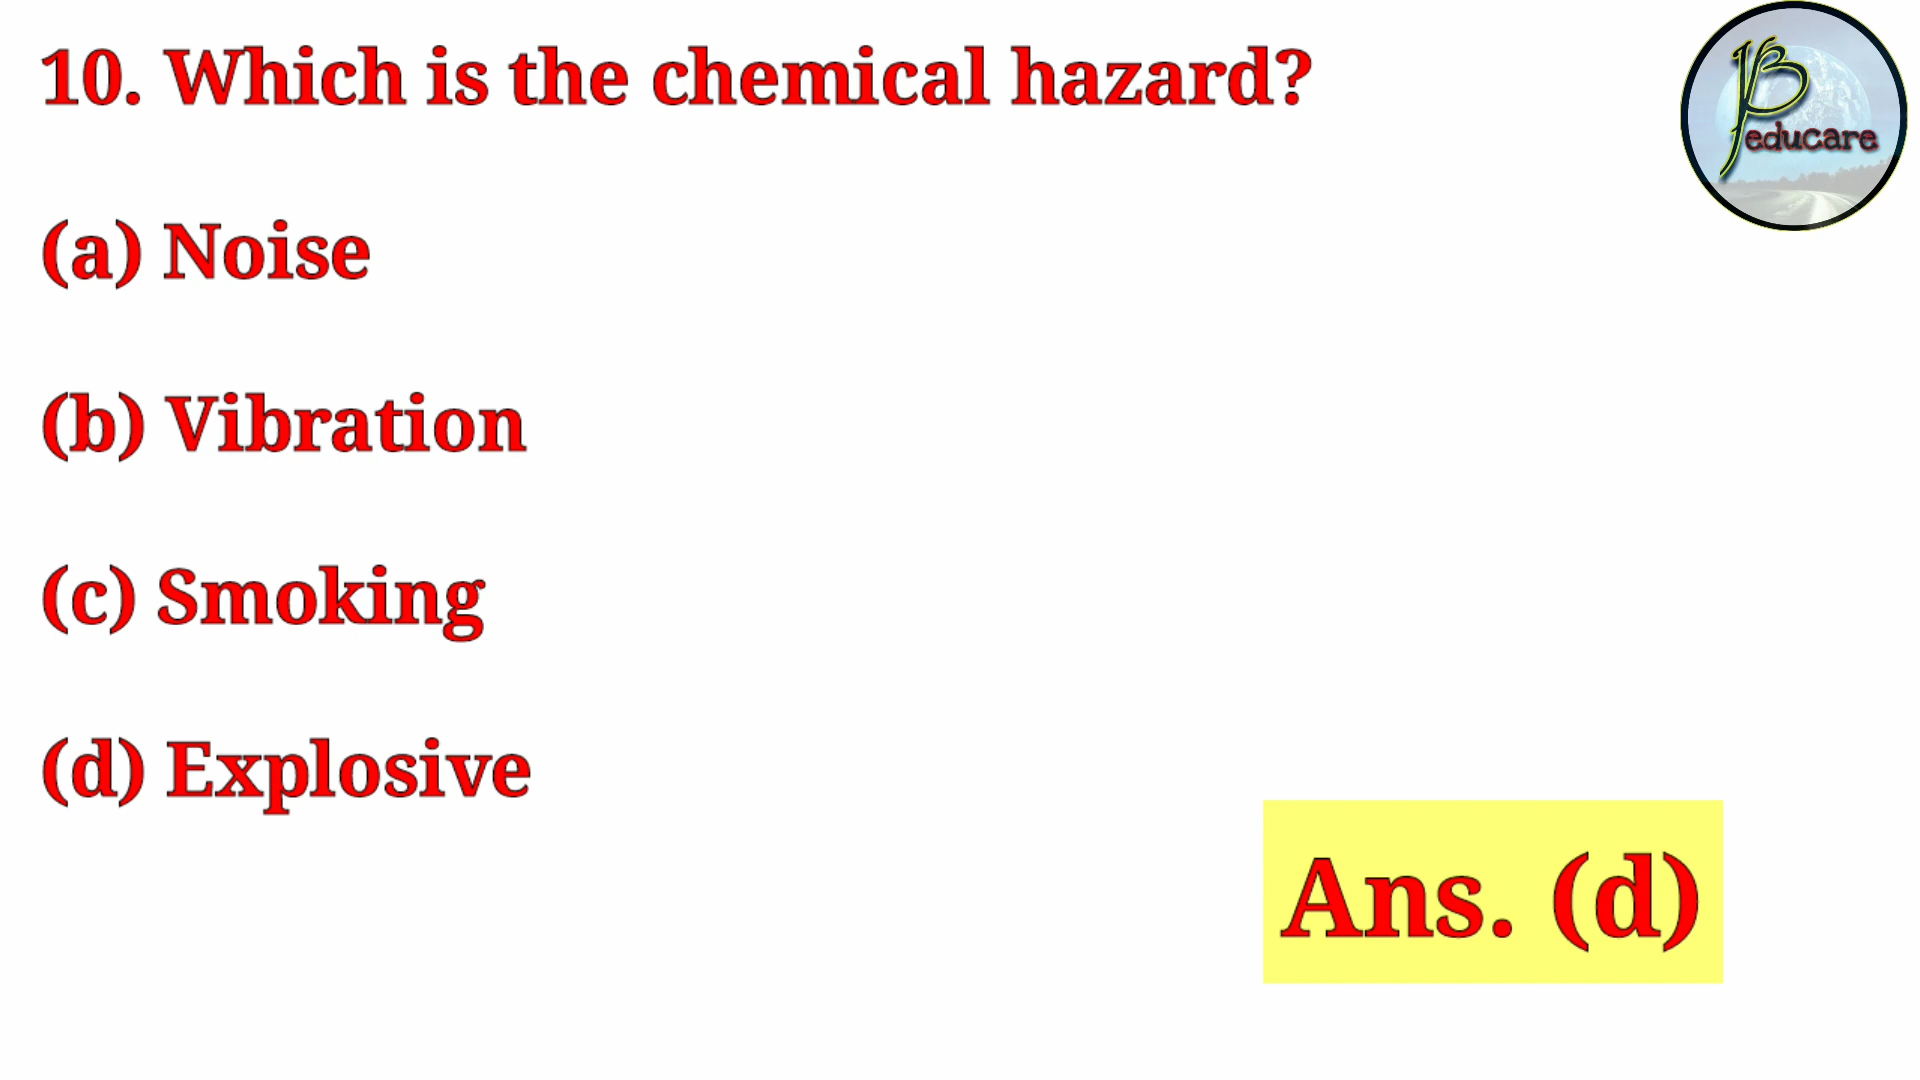 10. Which is the chemical hazard?
(a) Noise
(b) Vibration
(c) Smoking
(d) Explosive
Ans. (d)
educare